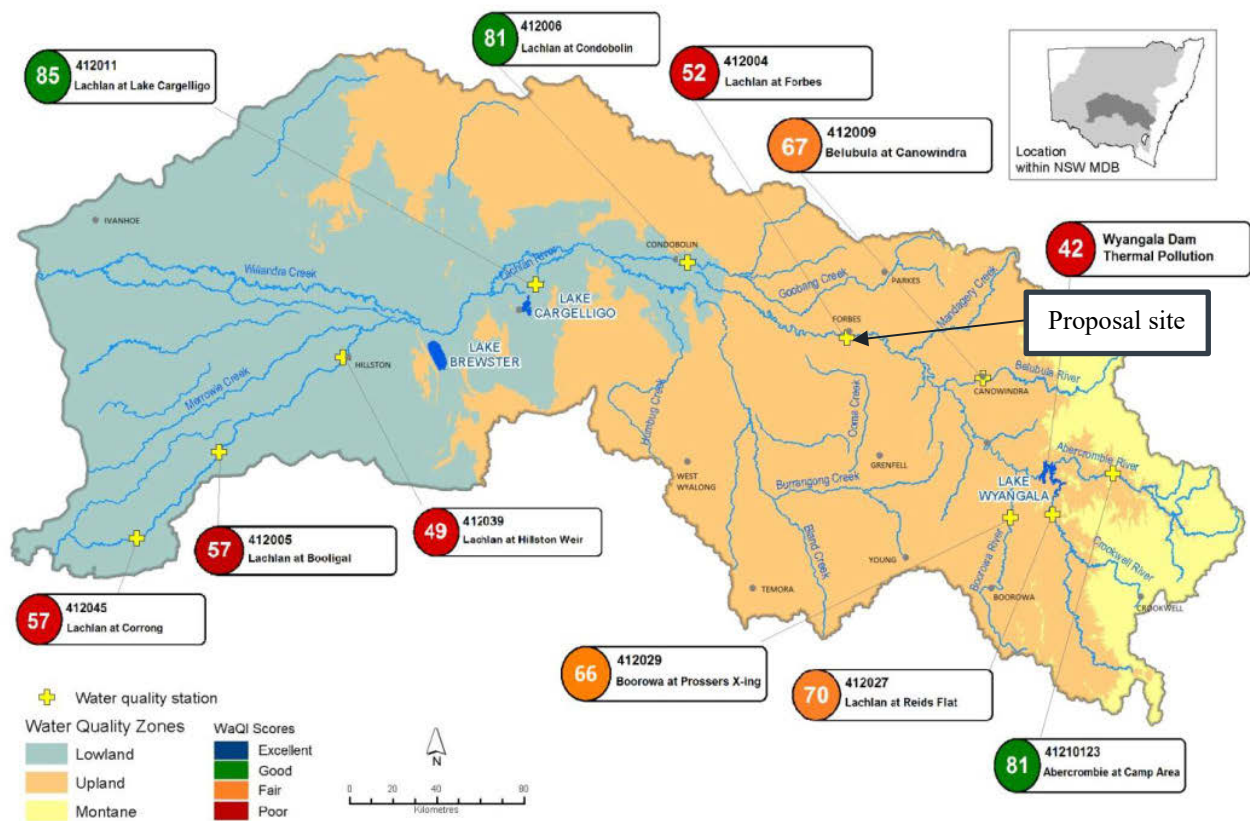 81
412006
Lachlan at Condobolin
85
412011
Lachlan at Lake Cargelligo
52
412004
Lachlan at Forbes
67
412009
Belubula at Canowindra
Location
within NSW MDB
42
Wyangala Dam
Thermal Pollution
Proposal site
IVANHOE
Willandra Creek
Lachlan River
CONDOBOLIN
Goobang Creek
PARKES
Mandagery Creek
LAKE
CARGELLIGO
FORBES
LAKE
BREWSTER
HILLSTON
Merrowie Creek
Belubula River
CANOWINDRA
Humbug Creek
Ooma Creek
GRENFELL
WEST
WYALONG
Burrangong Creek
Abercrombie River
LAKE
WYANGALA
Bland Creek
YOUNG
Boorowa River
Crookwell River
TEMORA
BOOROWA
CROOKWELL
57
412005
Lachlan at Booligal
49
412039
Lachlan at Hillston Weir
57
412045
Lachlan at Corrong
66
412029
Boorowa at Prossers X-ing
70
412027
Lachlan at Reids Flat
81
41210123
Abercrombie at Camp Area
Water quality station
Water Quality Zones
Lowland
Upland
Montane
WaQI Scores
Excellent
Good
Fair
Poor
N
0 20 40 80
Kilometres